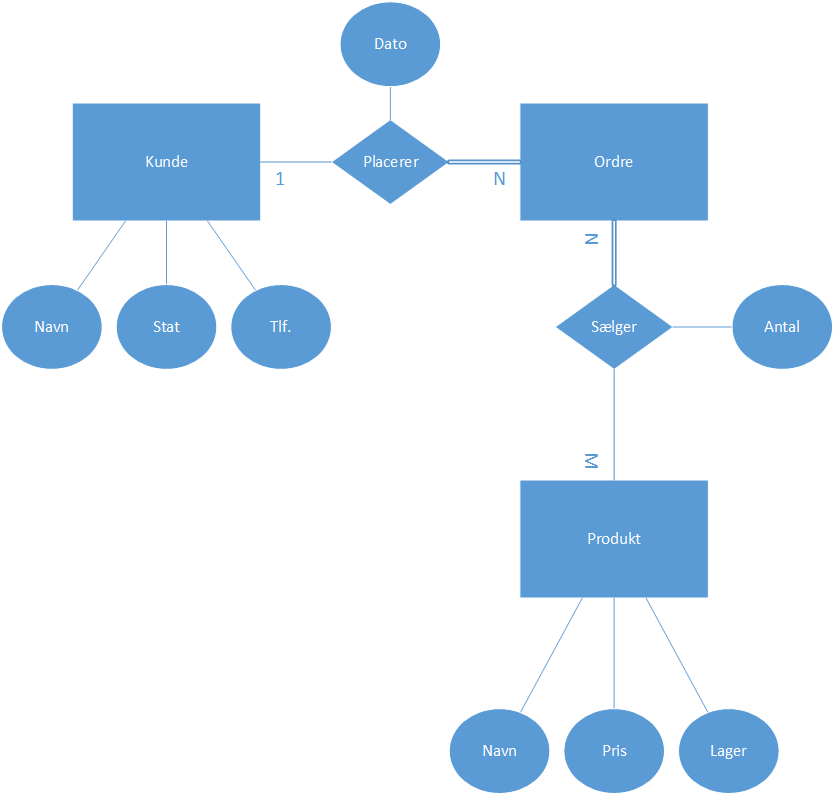 Dato
Kunde
Placerer
Ordre
1
N
N
Navn
Stat
Tlf.
Sælger
Antal
M
Produkt
Navn
Pris
Lager